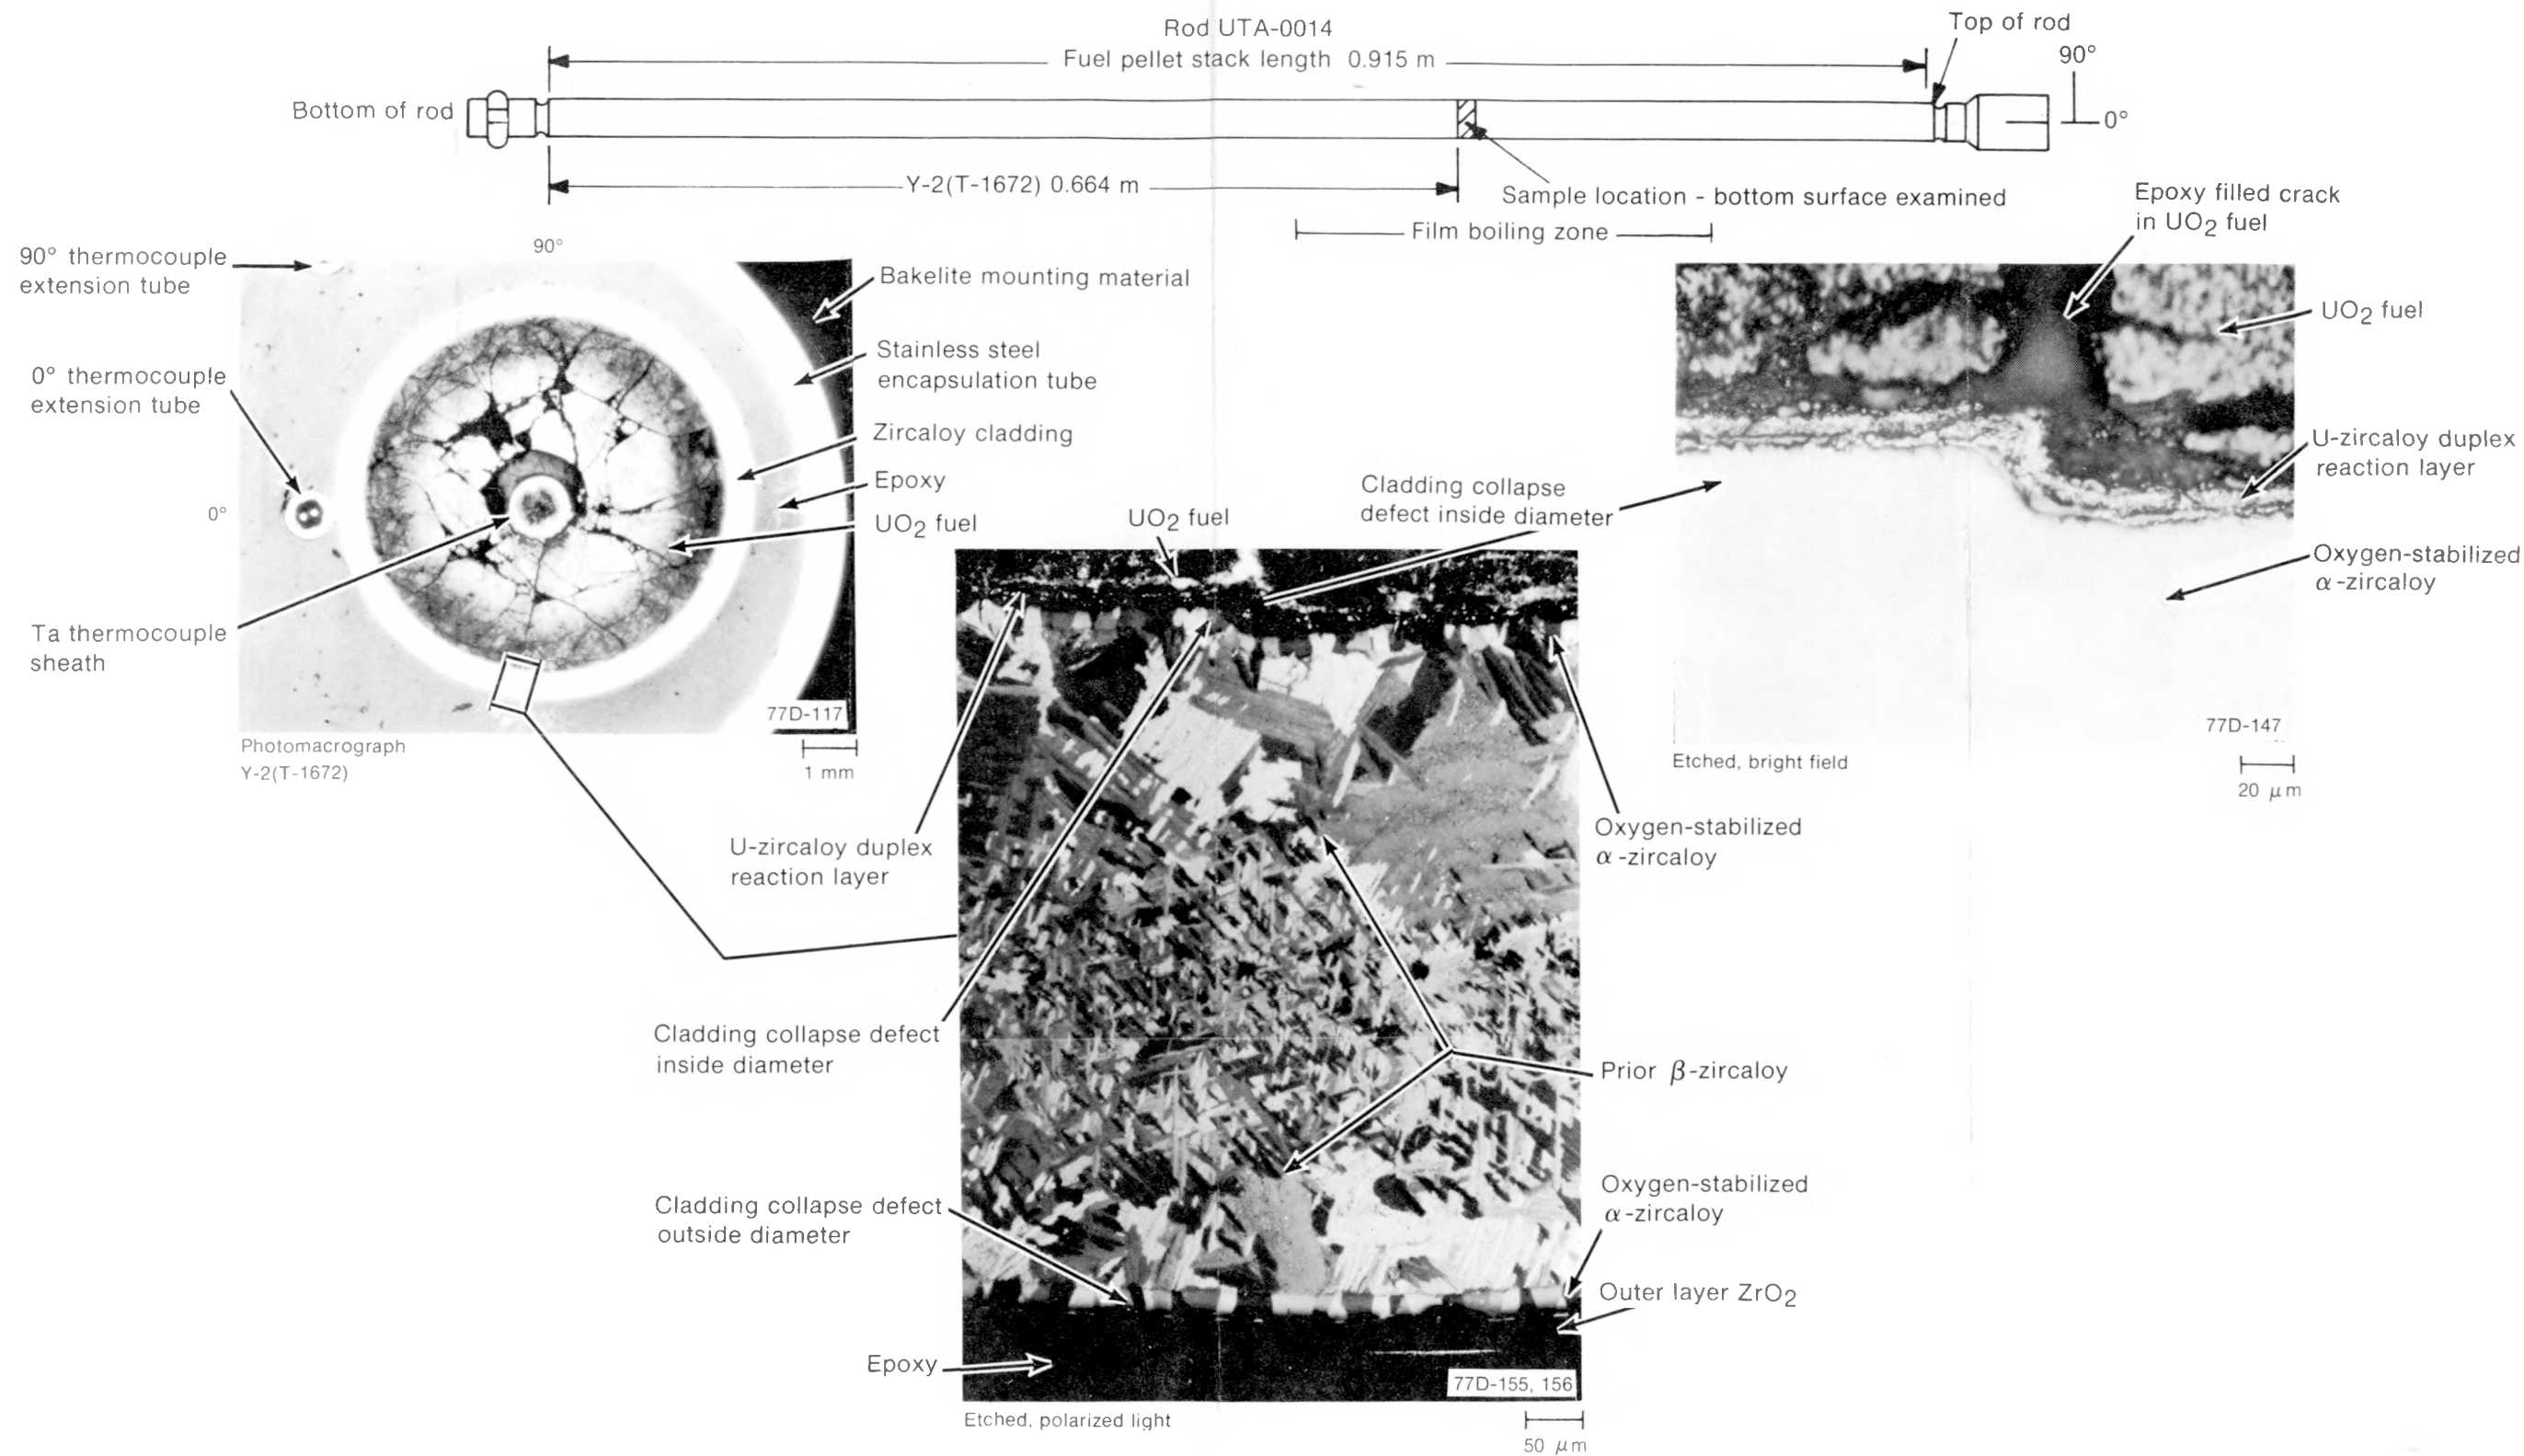 Rod UTA-0014
Fuel pellet stack length 0.915 m
Top of rod
90°
Bottom of rod
0°
Y-2(T-1672) 0.664 m
Sample location - bottom surface examined
Film boiling zone
90° thermocouple
extension tube
90°
0° thermocouple
extension tube
0°
Ta thermocouple
sheath
Bakelite mounting material
Stainless steel
encapsulation tube
Zircaloy cladding
Epoxy
UO2 fuel
77D-117
Photomacrograph
Y-2(T-1672)
1 mm
Epoxy filled crack
in UO2 fuel
UO2 fuel
U-zircaloy duplex
reaction layer
Oxygen-stabilized
α-zircaloy
77D-147
Etched, bright field
20 μm
Cladding collapse
defect inside diameter
UO2 fuel
U-zircaloy duplex
reaction layer
Oxygen-stabilized
α-zircaloy
Cladding collapse defect
inside diameter
Prior β-zircaloy
Cladding collapse defect
outside diameter
Oxygen-stabilized
α-zircaloy
Outer layer ZrO2
Epoxy
77D-155, 156
Etched, polarized light
50 μm